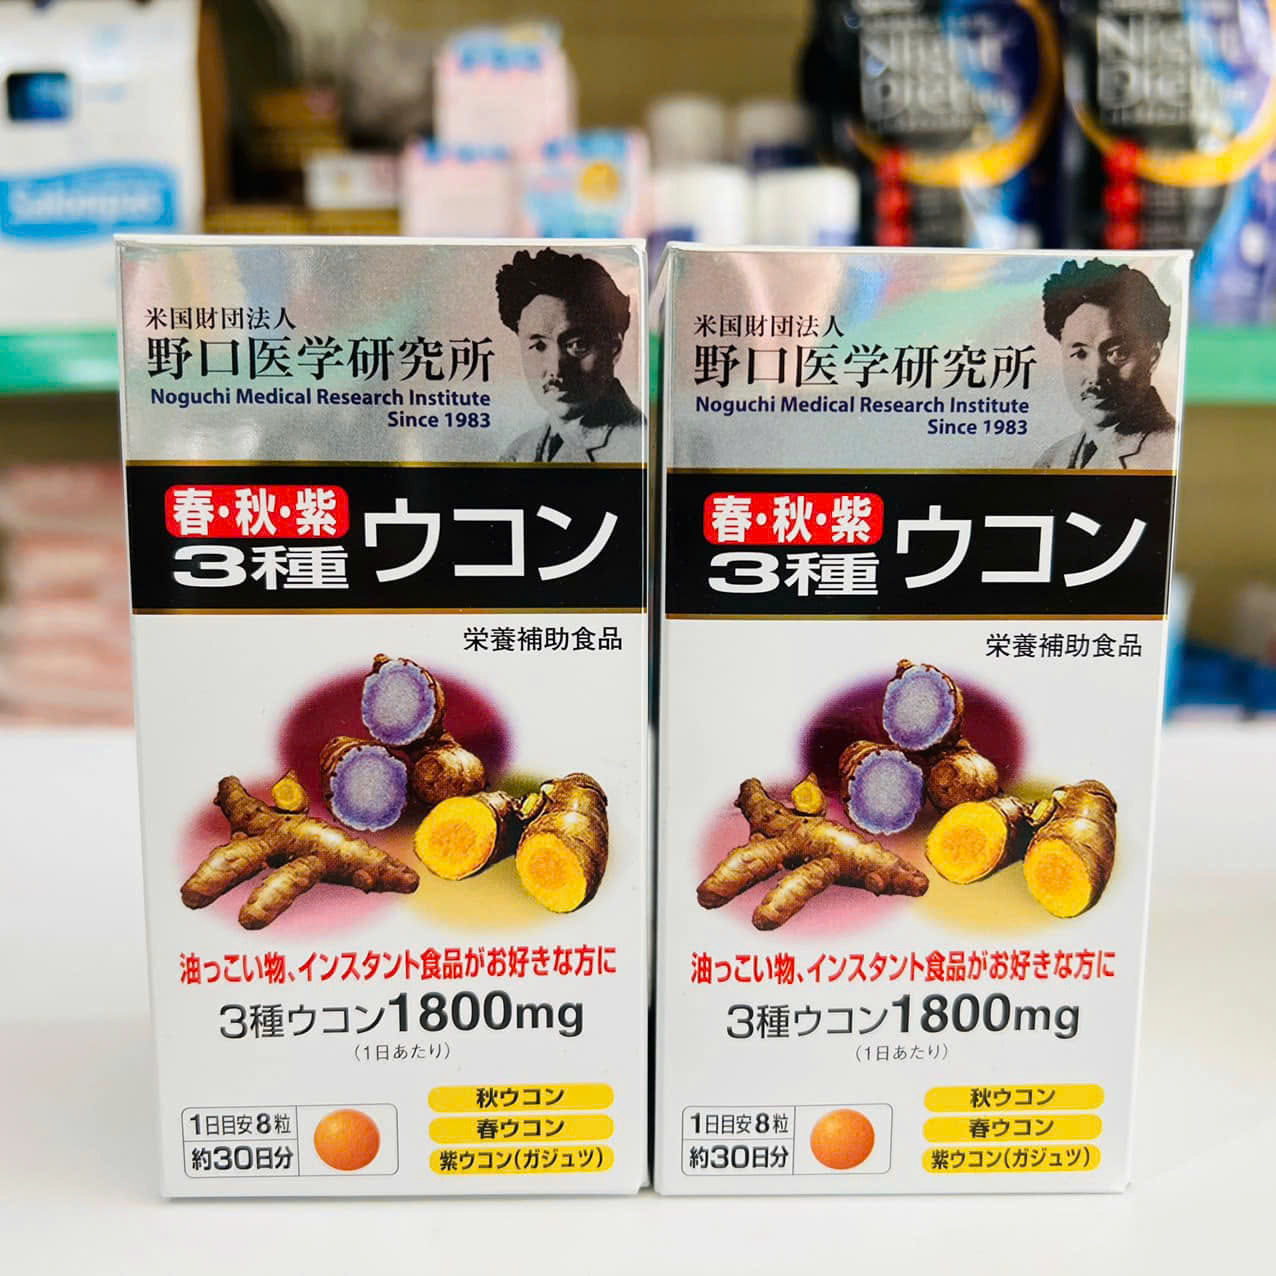 Salonpas
Night
Diet
Night
Diet
米国財団法人
野口医学研究所
Noguchi Medical Research Institute
Since 1983
春・秋・紫
3種
ウコン
栄養補助食品
油っこい物、インスタント食品がお好きな方に
3種ウコン1800mg
(1日あたり)
1日目安8粒
約30日分
秋ウコン
春ウコン
紫ウコン(ガジュツ)
米国財団法人
野口医学研究所
Noguchi Medical Research Institute
Since 1983
春・秋・紫
3種
ウコン
栄養補助食品
油っこい物、インスタント食品がお好きな方に
3種ウコン1800mg
(1日あたり)
1日目安8粒
約30日分
秋ウコン
春ウコン
紫ウコン(ガジュツ)